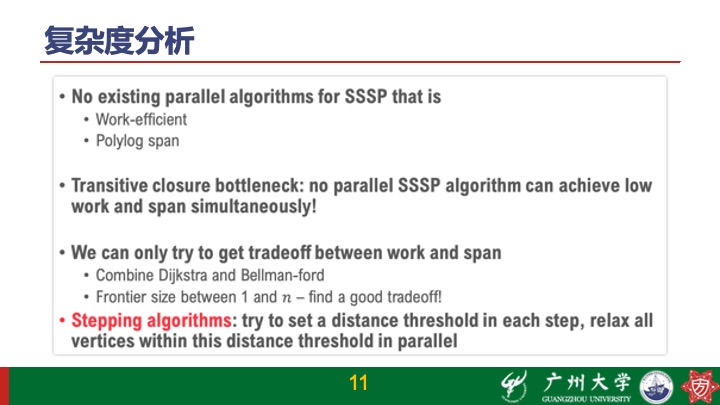 复杂度分析
• No existing parallel algorithms for SSSP that is
• Work-efficient
• Polylog span
• Transitive closure bottleneck: no parallel SSSP algorithm can achieve low
work and span simultaneously!
• We can only try to get tradeoff between work and span
• Combine Dijkstra and Bellman-ford
• Frontier size between 1 and n – find a good tradeoff!
• Stepping algorithms: try to set a distance threshold in each step, relax all
vertices within this distance threshold in parallel
11
广州大学
GUANGZHOU UNIVERSITY